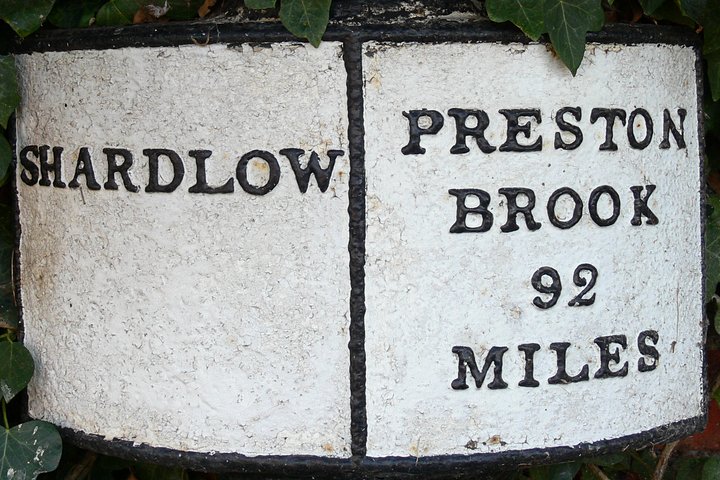 SHARDLOW
PRESTON
BROOK
92
MILES